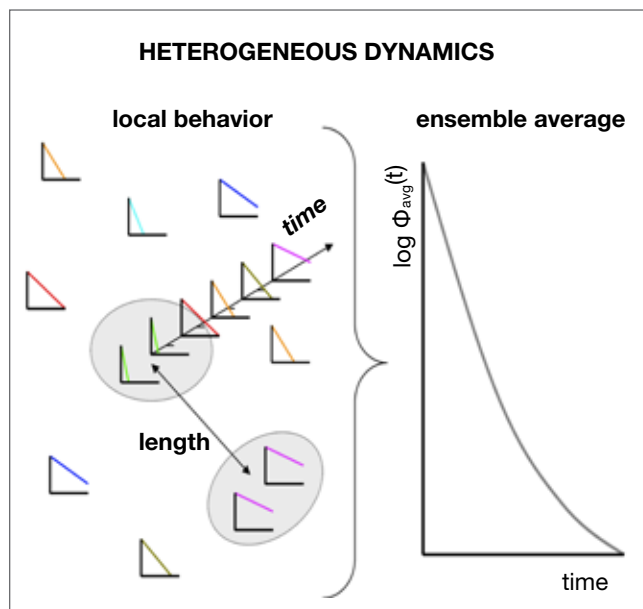 HETEROGENEOUS DYNAMICS
local behavior
ensemble average
time
length
log Φavg(t)
time